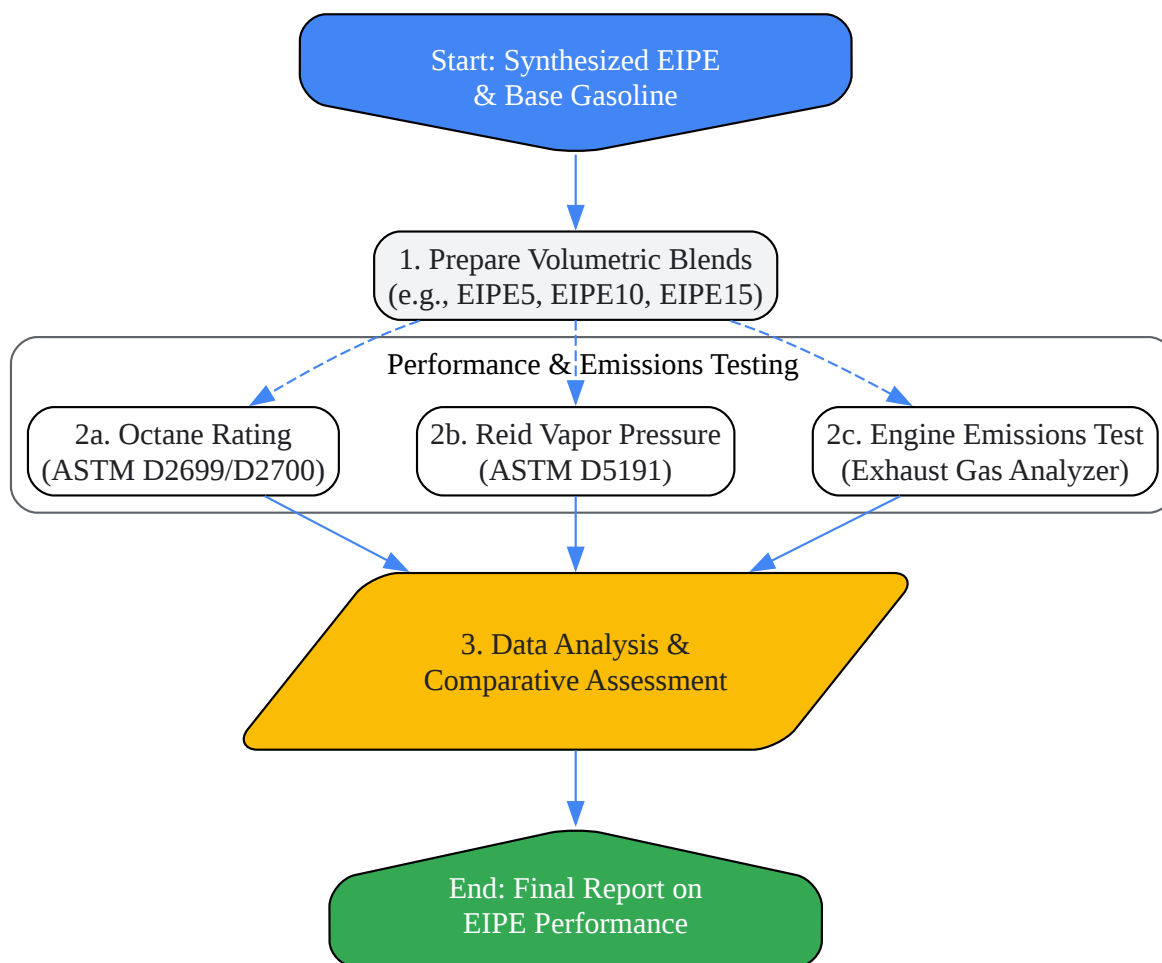 Start: Synthesized EIPE
& Base Gasoline
1. Prepare Volumetric Blends
(e.g., EIPE5, EIPE10, EIPE15)
Performance & Emissions Testing
2a. Octane Rating
(ASTM D2699/D2700)
2b. Reid Vapor Pressure
(ASTM D5191)
2c. Engine Emissions Test
(Exhaust Gas Analyzer)
3. Data Analysis &
Comparative Assessment
End: Final Report on
EIPE Performance